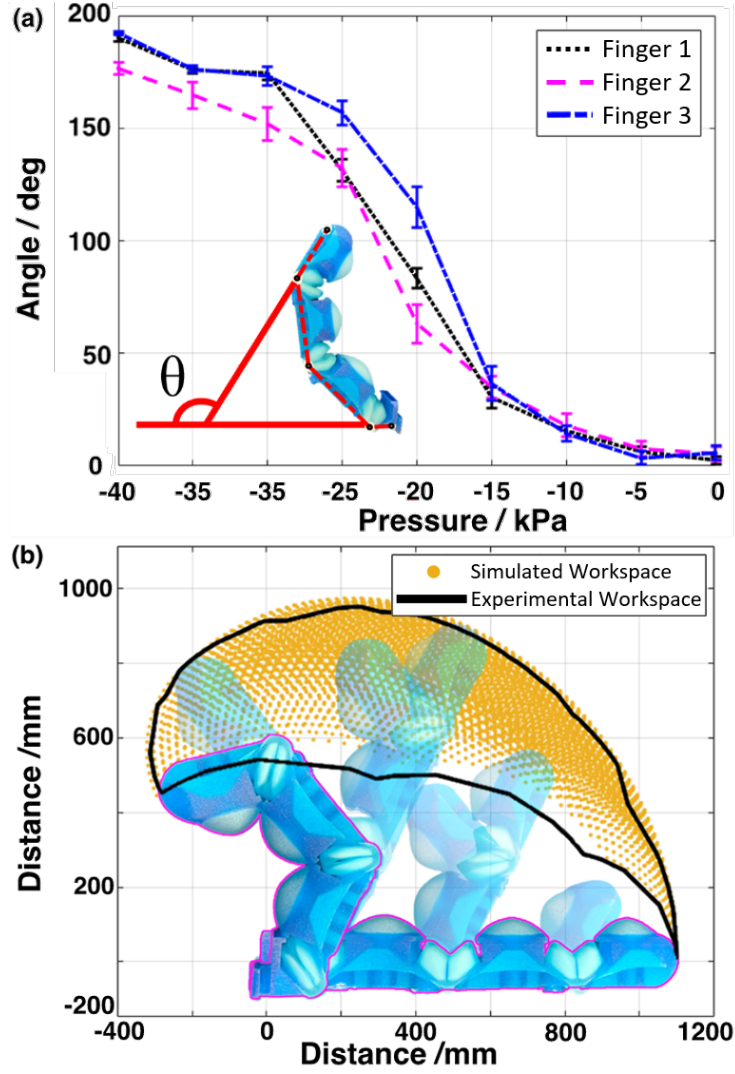 (a)
200
150
100
50
0
Angle / deg
Finger 1
Finger 2
Finger 3
θ
-40 -35 -35 -25 -20 -15 -10 -5 0
Pressure / kPa
(b)
1000
600
200
-200
Distance /mm
Simulated Workspace
Experimental Workspace
-400 0 400 800 1200
Distance /mm